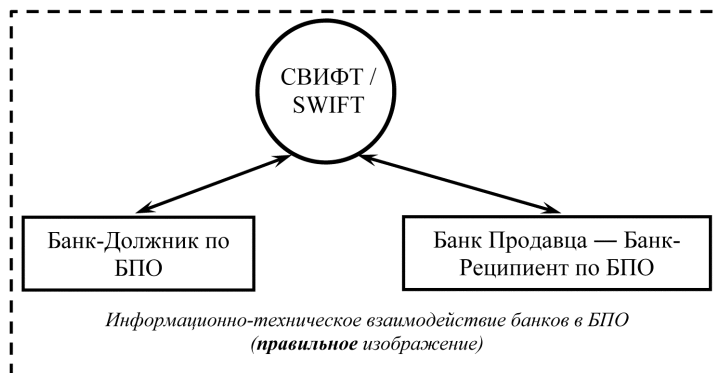 СВИФТ /
SWIFT
Банк-Должник по
БПО
Банк Продавца — Банк-
Реципиент по БПО
Информационно-техническое взаимодействие банков в БПО
(правильное изображение)